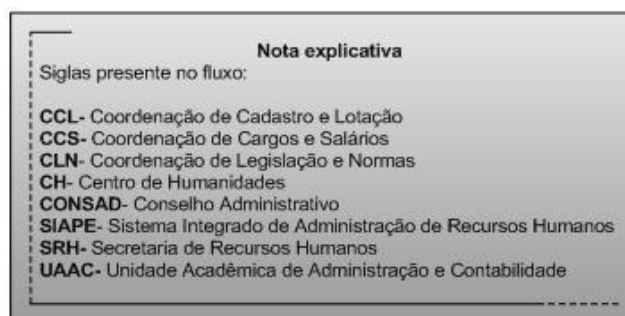 Nota explicativa
Siglas presente no fluxo:
CCL- Coordenação de Cadastro e Lotação
CCS- Coordenação de Cargos e Salários
CLN- Coordenação de Legislação e Normas
CH- Centro de Humanidades
CONSAD- Conselho Administrativo
SIAPE- Sistema Integrado de Administração de Recursos Humanos
SRH- Secretaria de Recursos Humanos
UAAC- Unidade Acadêmica de Administração e Contabilidade